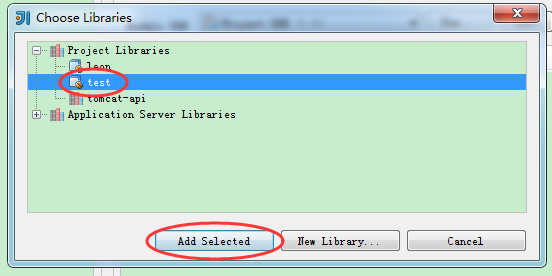 Choose Libraries
Project Libraries
leon
test
tomcat-api
Application Server Libraries
Add Selected
New Library...
Cancel